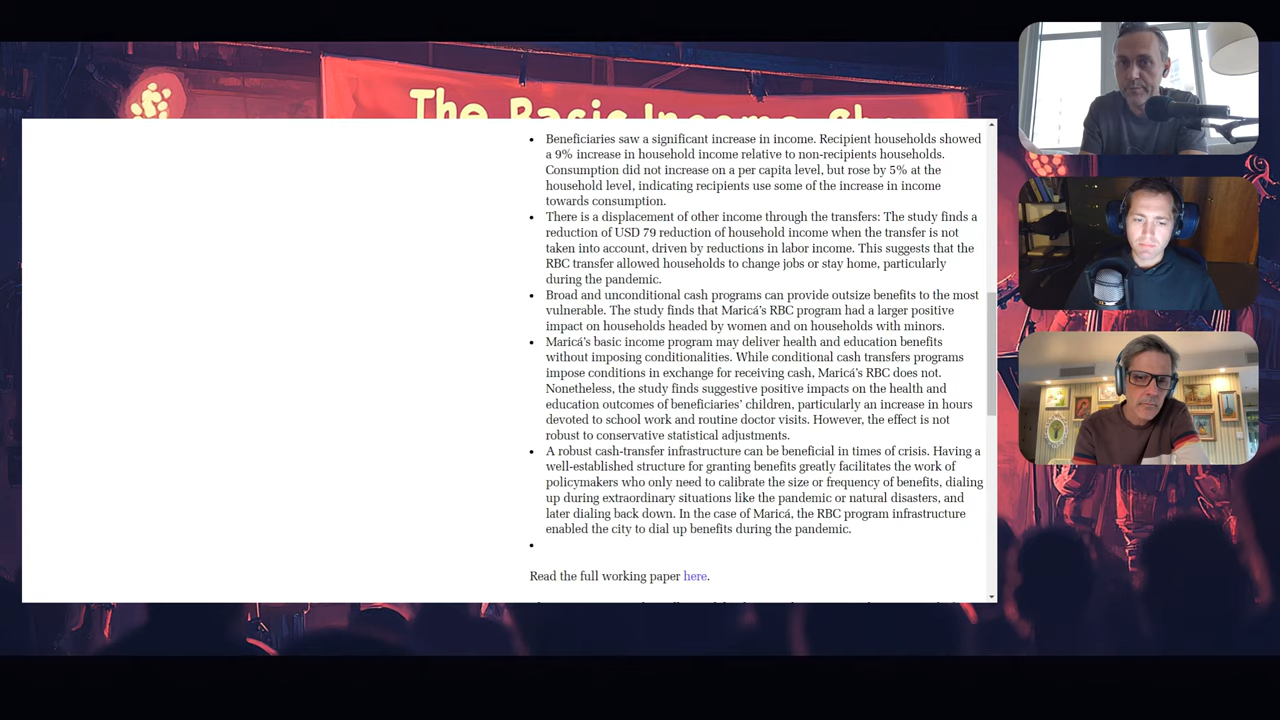 The Basic Income Show
Beneficiaries saw a significant increase in income. Recipient households showed
a 9% increase in household income relative to non-recipients households.
Consumption did not increase on a per capita level, but rose by 5% at the
household level, indicating recipients use some of the increase in income
towards consumption.
There is a displacement of other income through the transfers: The study finds a
reduction of USD 79 reduction of household income when the transfer is not
taken into account, driven by reductions in labor income. This suggests that the
RBC transfer allowed households to change jobs or stay home, particularly
during the pandemic.
Broad and unconditional cash programs can provide outsize benefits to the most
vulnerable. The study finds that Maricá's RBC program had a larger positive
impact on households headed by women and on households with minors.
Maricá's basic income program may deliver health and education benefits
without imposing conditionalities. While conditional cash transfers programs
impose conditions in exchange for receiving cash, Maricá's RBC does not.
Nonetheless, the study finds suggestive positive impacts on the health and
education outcomes of beneficiaries' children, particularly an increase in hours
devoted to school work and routine doctor visits. However, the effect is not
robust to conservative statistical adjustments.
A robust cash-transfer infrastructure can be beneficial in times of crisis. Having a
well-established structure for granting benefits greatly facilitates the work of
policymakers who only need to calibrate the size or frequency of benefits, dialing
up during extraordinary situations like the pandemic or natural disasters, and
later dialing back down. In the case of Maricá, the RBC program infrastructure
enabled the city to dial up benefits during the pandemic.
Read the full working paper here.